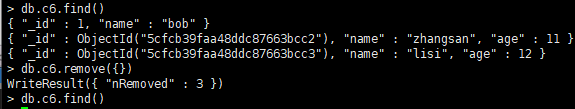 > db.c6.find()
{ "_id" : 1, "name" : "bob" }
{ "_id" : ObjectId("5cfcb39faa48ddc87663bcc2"), "name" : "zhangsan", "age" : 11 }
{ "_id" : ObjectId("5cfcb39faa48ddc87663bcc3"), "name" : "lisi", "age" : 12 }
> db.c6.remove({})
WriteResult({ "nRemoved" : 3 })
> db.c6.find()
>